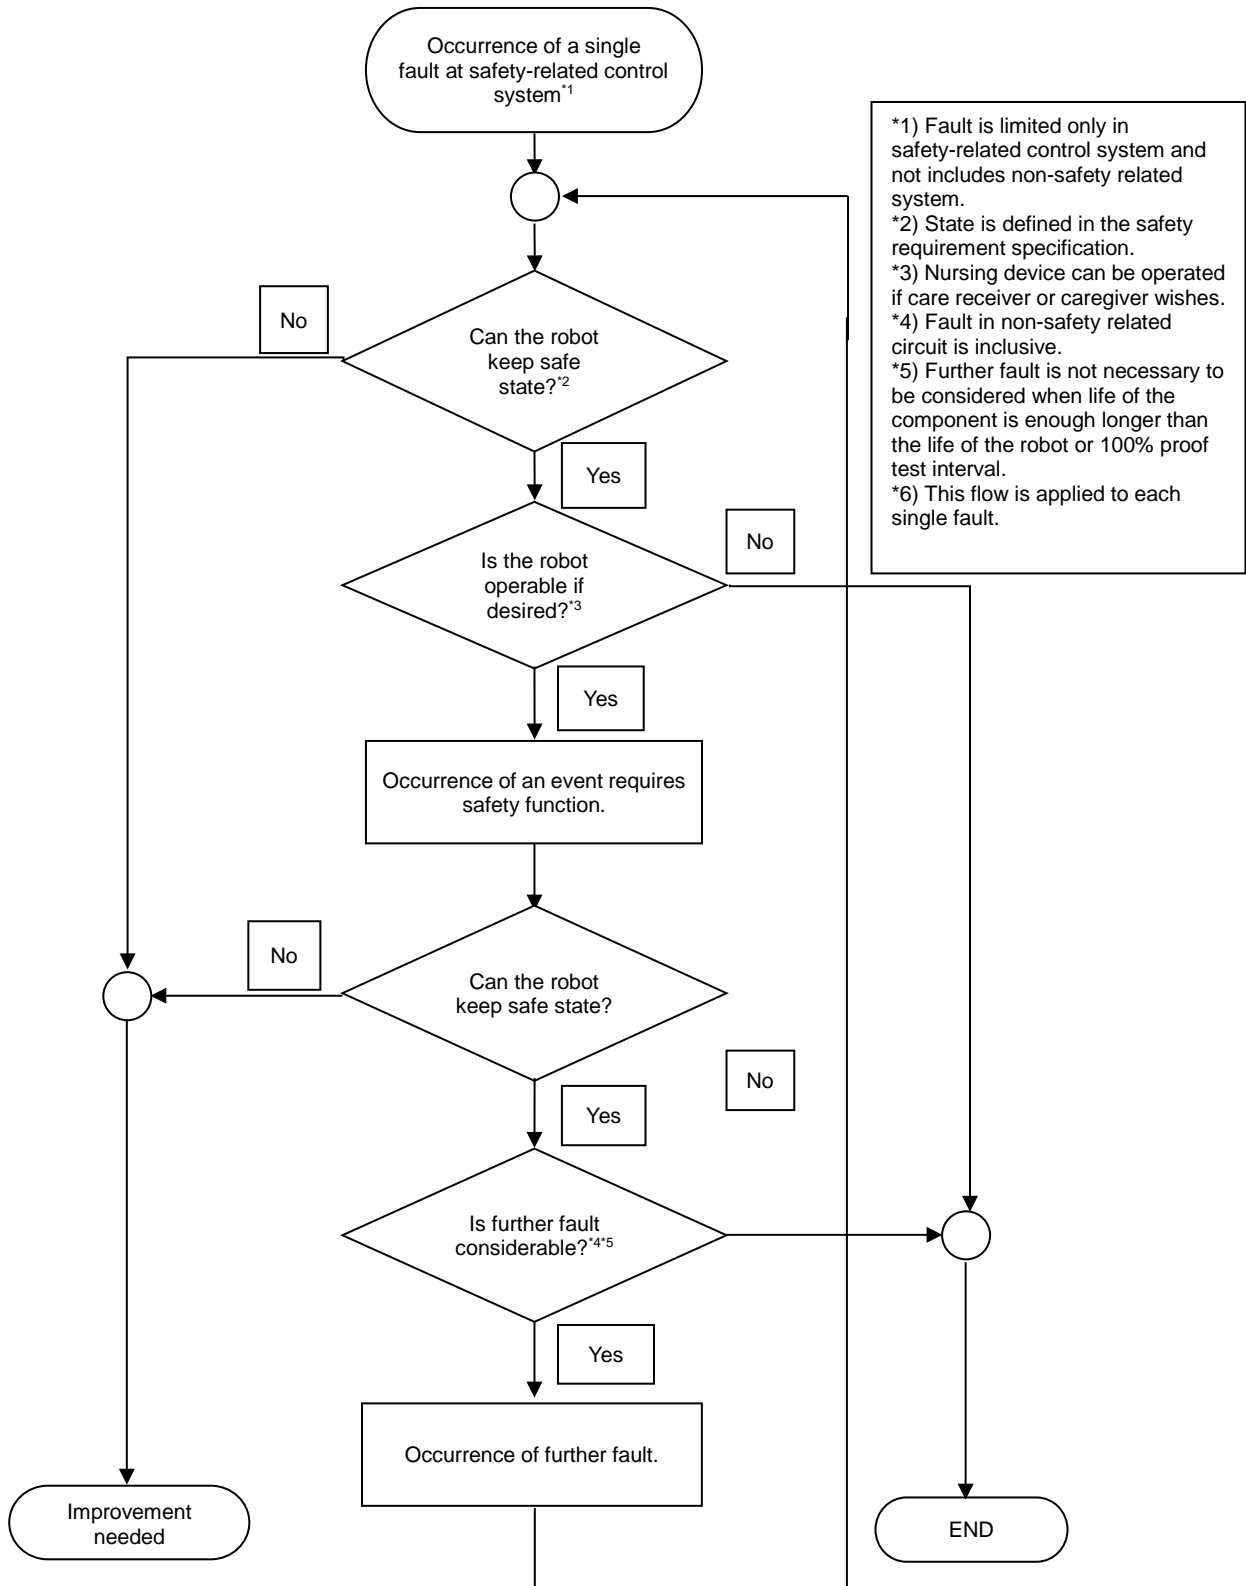 Occurrence of a single
fault at safety-related control
system*1
*1) Fault is limited only in
safety-related control system and
not includes non-safety related
system.
*2) State is defined in the safety
requirement specification.
*3) Nursing device can be operated
if care receiver or caregiver wishes.
*4) Fault in non-safety related
circuit is inclusive.
*5) Further fault is not necessary to
be considered when life of the
component is enough longer than
the life of the robot or 100% proof
test interval.
*6) This flow is applied to each
single fault.
No
Can the robot
keep safe
state?*2
Yes
No
Is the robot
operable if
desired?*3
Yes
Occurrence of an event requires
safety function.
No
Can the robot
keep safe state?
No
Yes
Is further fault
considerable?*4*5
Yes
Occurrence of further fault.
Improvement
needed
END